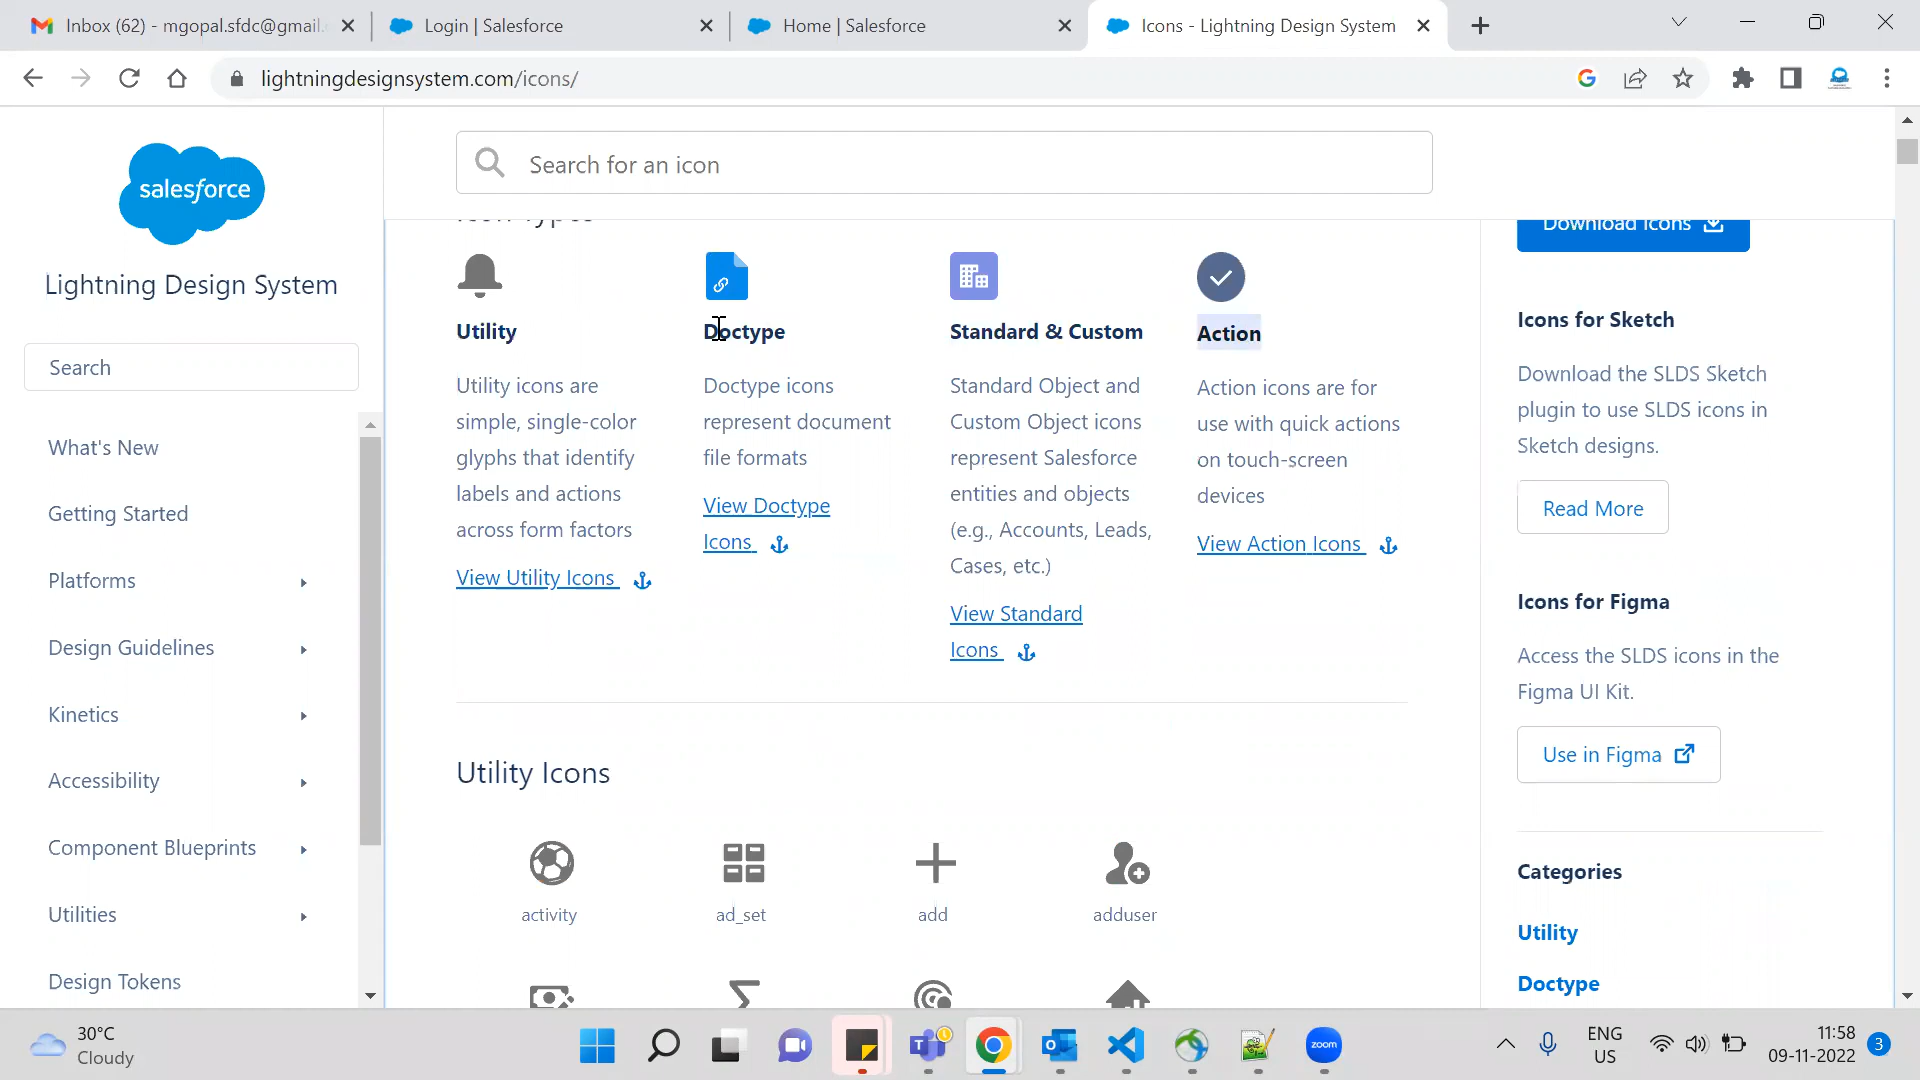 Inbox (62) - mgopal.sfdc@gmail.
Login | Salesforce
Home | Salesforce
Icons - Lightning Design System
lightningdesignsystem.com/icons/
salesforce
Lightning Design System
Search
What's New
Getting Started
Platforms
Design Guidelines
Kinetics
Accessibility
Component Blueprints
Utilities
Design Tokens
Search for an icon
Icon Types
Utility
Utility icons are
simple, single-color
glyphs that identify
labels and actions
across form factors
View Utility Icons
Doctype
Doctype icons
represent document
file formats
View Doctype
Icons
Standard & Custom
Standard Object and
Custom Object icons
represent Salesforce
entities and objects
(e.g., Accounts, Leads,
Cases, etc.)
View Standard
Icons
Action
Action icons are for
use with quick actions
on touch-screen
devices
View Action Icons
Utility Icons
activity
ad_set
add
adduser
Download Icons
Icons for Sketch
Download the SLDS Sketch
plugin to use SLDS icons in
Sketch designs.
Read More
Icons for Figma
Access the SLDS icons in the
Figma UI Kit.
Use in Figma
Categories
Utility
Doctype
30°C
Cloudy
zoom
ENG
US
11:58
09-11-2022
3